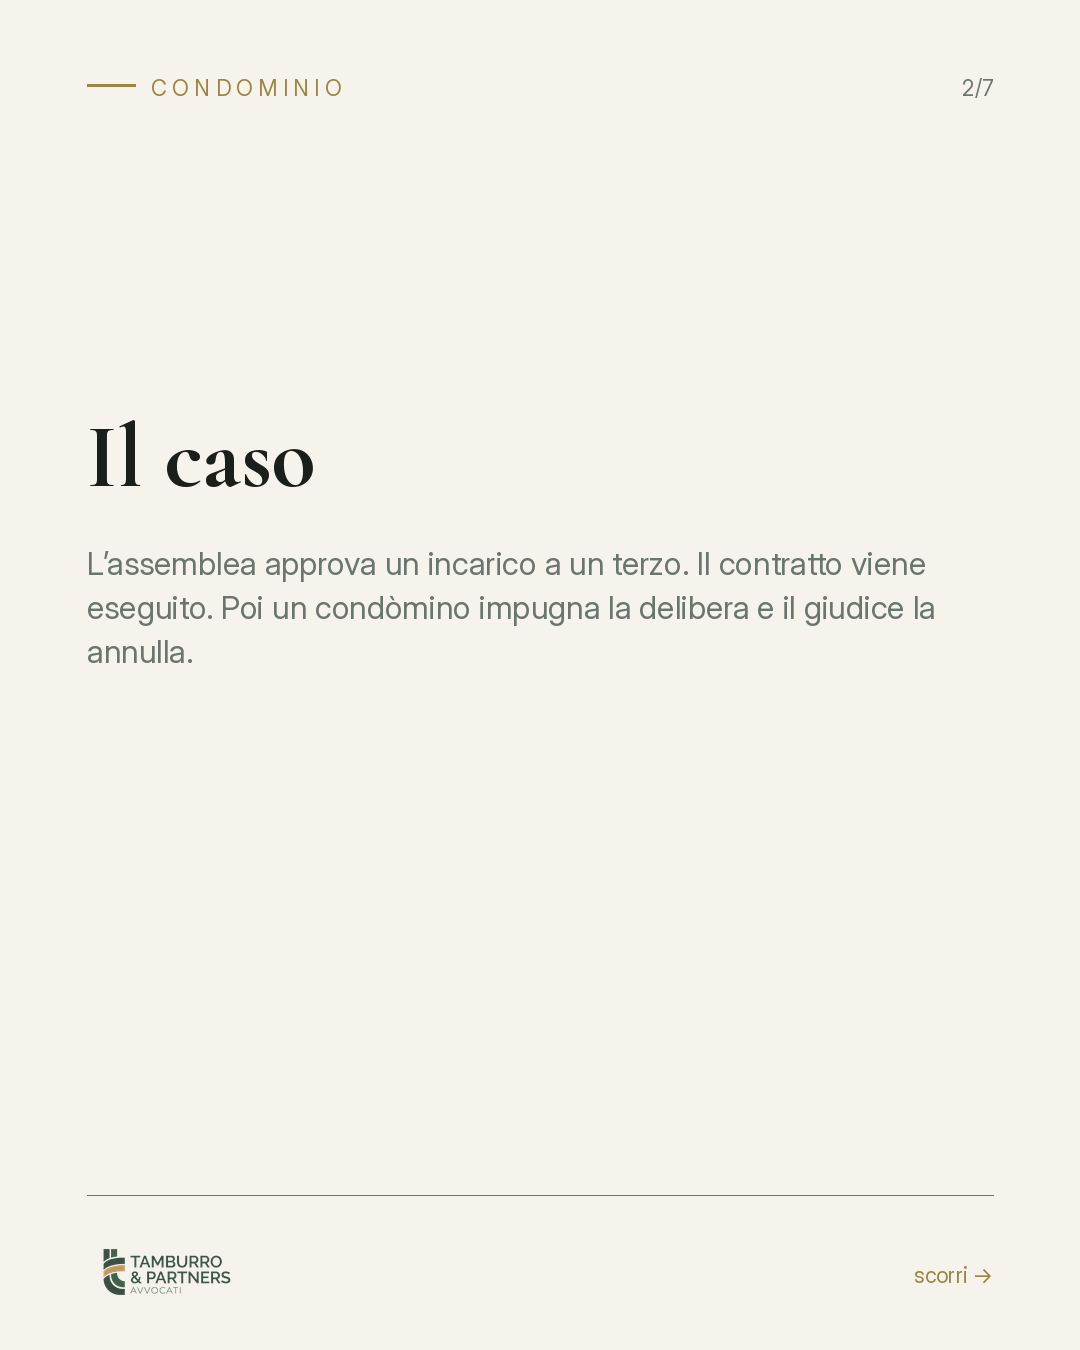 CONDOMINIO
2/7
Il caso
L’assemblea approva un incarico a un terzo. Il contratto viene
eseguito. Poi un condòmino impugna la delibera e il giudice la
annulla.
TAMBURRO
& PARTNERS
AVVOCATI
scorri →